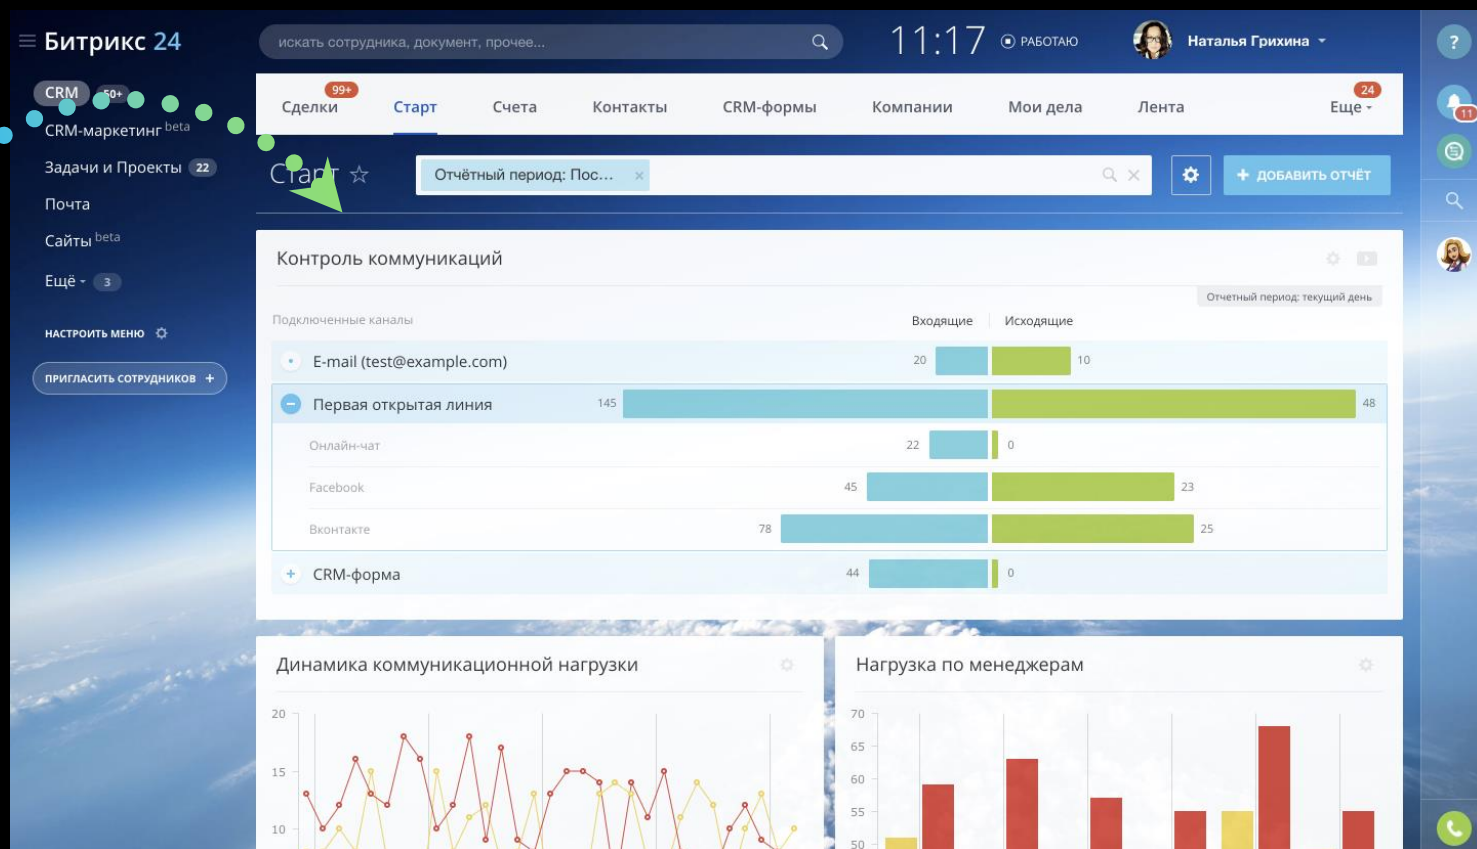 Битрикс 24
искать сотрудника, документ, прочее...
11:17 РАБОТАЮ
Наталья Грихина
?
CRM 50+
CRM-маркетинг beta
Задачи и Проекты 22
Почта
Сайты beta
Ещё 3
НАСТРОИТЬ МЕНЮ
ПРИГЛАСИТЬ СОТРУДНИКОВ +
99+ 24
Сделки Старт Счета Контакты CRM-формы Компании Мои дела Лента Еще
11
Старт
Отчётный период: Пос... ×
+ ДОБАВИТЬ ОТЧЁТ
Контроль коммуникаций
Отчетный период: текущий день
Подключенные каналы Входящие Исходящие
E-mail (test@example.com) 20 10
Первая открытая линия 145 48
Онлайн-чат 22 0
Facebook 45 23
Вконтакте 78 25
CRM-форма 44 0
Динамика коммуникационной нагрузки
20
15
10
Нагрузка по менеджерам
70
65
60
55
50